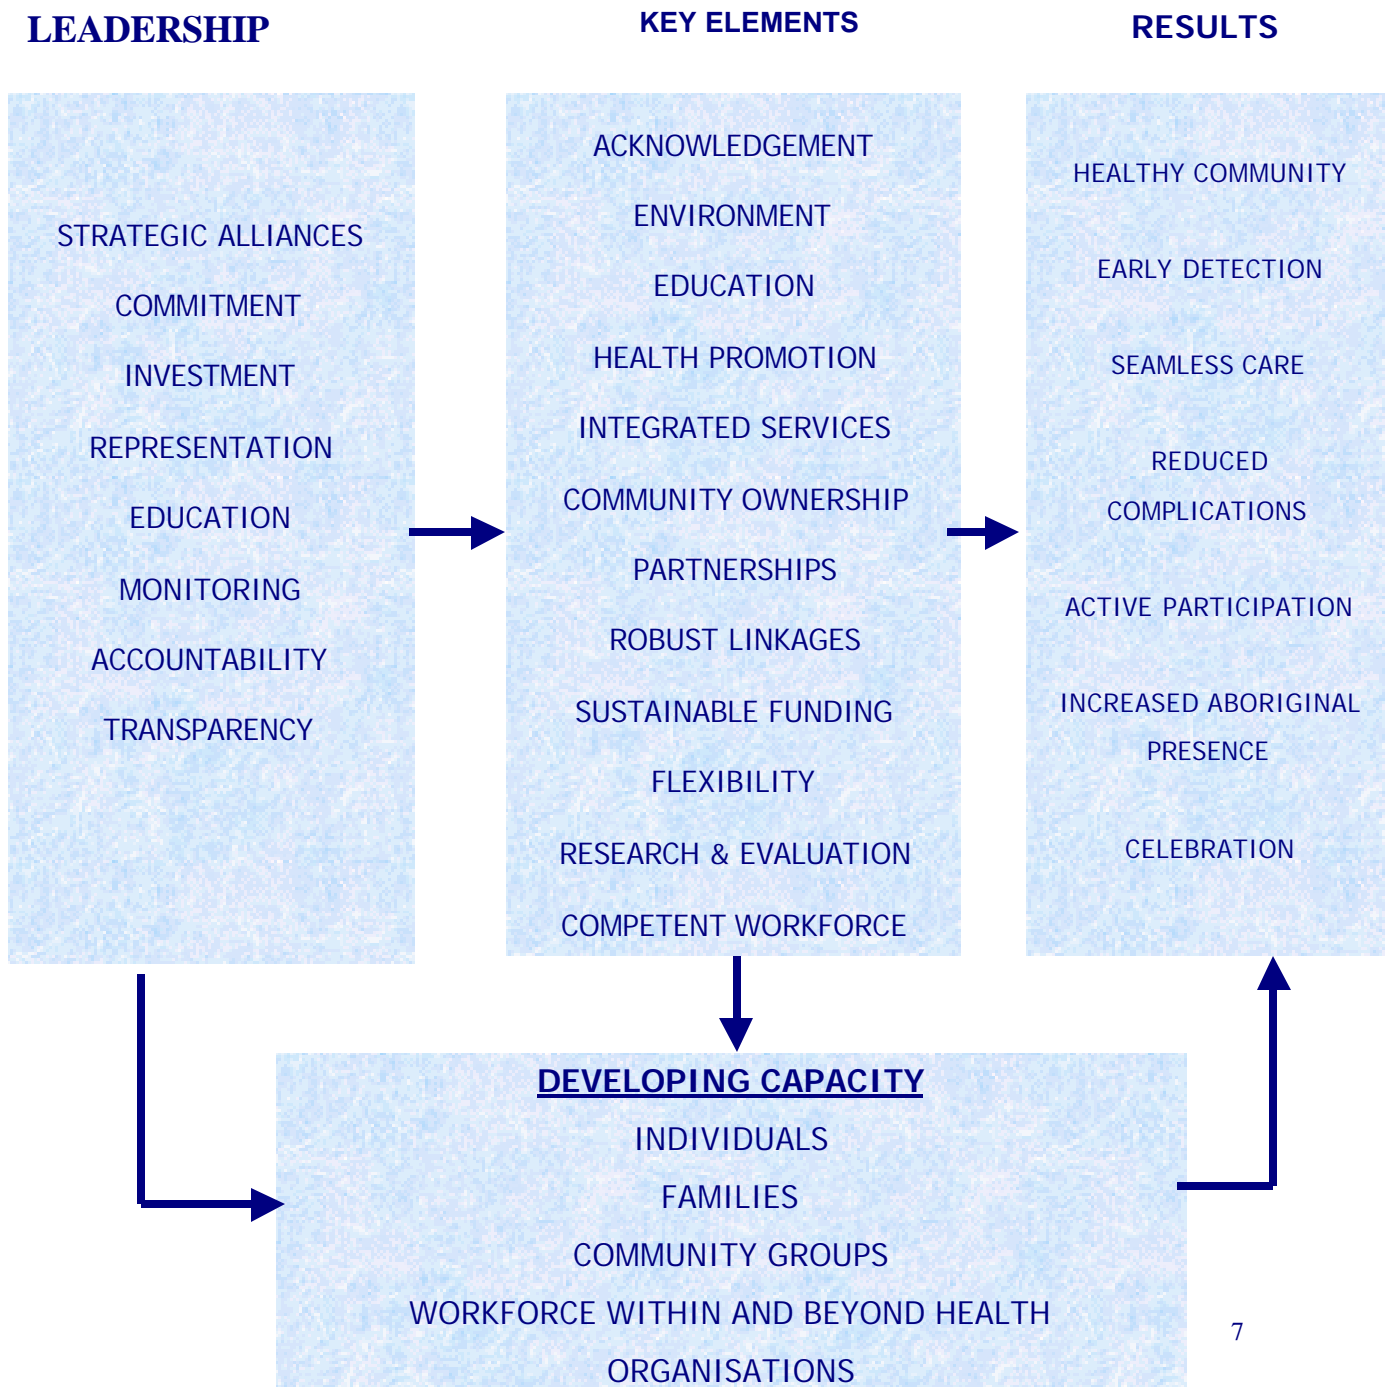 LEADERSHIP
STRATEGIC ALLIANCES
COMMITMENT
INVESTMENT
REPRESENTATION
EDUCATION
MONITORING
ACCOUNTABILITY
TRANSPARENCY
KEY ELEMENTS
ACKNOWLEDGEMENT
ENVIRONMENT
EDUCATION
HEALTH PROMOTION
INTEGRATED SERVICES
COMMUNITY OWNERSHIP
PARTNERSHIPS
ROBUST LINKAGES
SUSTAINABLE FUNDING
FLEXIBILITY
RESEARCH & EVALUATION
COMPETENT WORKFORCE
RESULTS
HEALTHY COMMUNITY
EARLY DETECTION
SEAMLESS CARE
REDUCED
COMPLICATIONS
ACTIVE PARTICIPATION
INCREASED ABORIGINAL
PRESENCE
CELEBRATION
DEVELOPING CAPACITY
INDIVIDUALS
FAMILIES
COMMUNITY GROUPS
WORKFORCE WITHIN AND BEYOND HEALTH
ORGANISATIONS
7